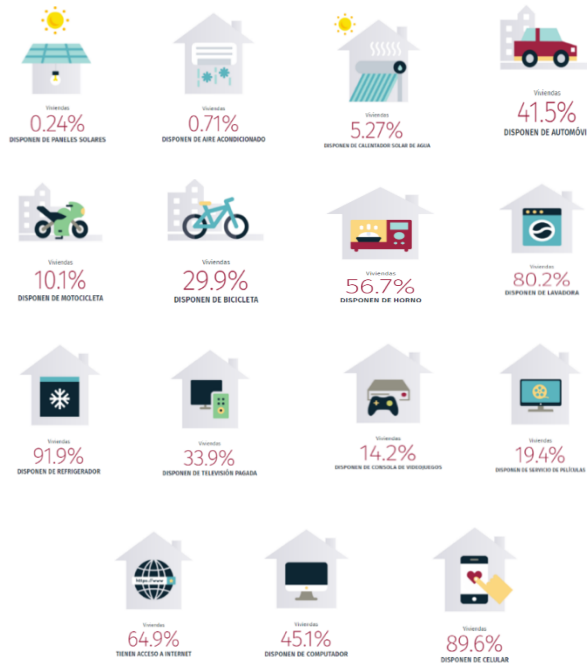 Viviendas
0.24%
DISPONEN DE PANELES SOLARES
Viviendas
0.71%
DISPONEN DE AIRE ACONDICIONADO
Viviendas
5.27%
DISPONEN DE CALENTADOR SOLAR DE AGUA
Viviendas
41.5%
DISPONEN DE AUTOMÓVI
Viviendas
10.1%
DISPONEN DE MOTOCICLETA
Viviendas
29.9%
DISPONEN DE BICICLETA
Viviendas
56.7%
DISPONEN DE HORNO
Viviendas
80.2%
DISPONEN DE LAVADORA
Viviendas
91.9%
DISPONEN DE REFRIGERADOR
Viviendas
33.9%
DISPONEN DE TELEVISIÓN PAGADA
Viviendas
14.2%
DISPONEN DE CONSOLA DE VIDEOJUEGOS
Viviendas
19.4%
DISPONEN DE SERVICIO DE PELÍCULAS
https://www
Viviendas
64.9%
TIENEN ACCESO A INTERNET
Viviendas
45.1%
DISPONEN DE COMPUTADOR
Viviendas
89.6%
DISPONEN DE CELULAR